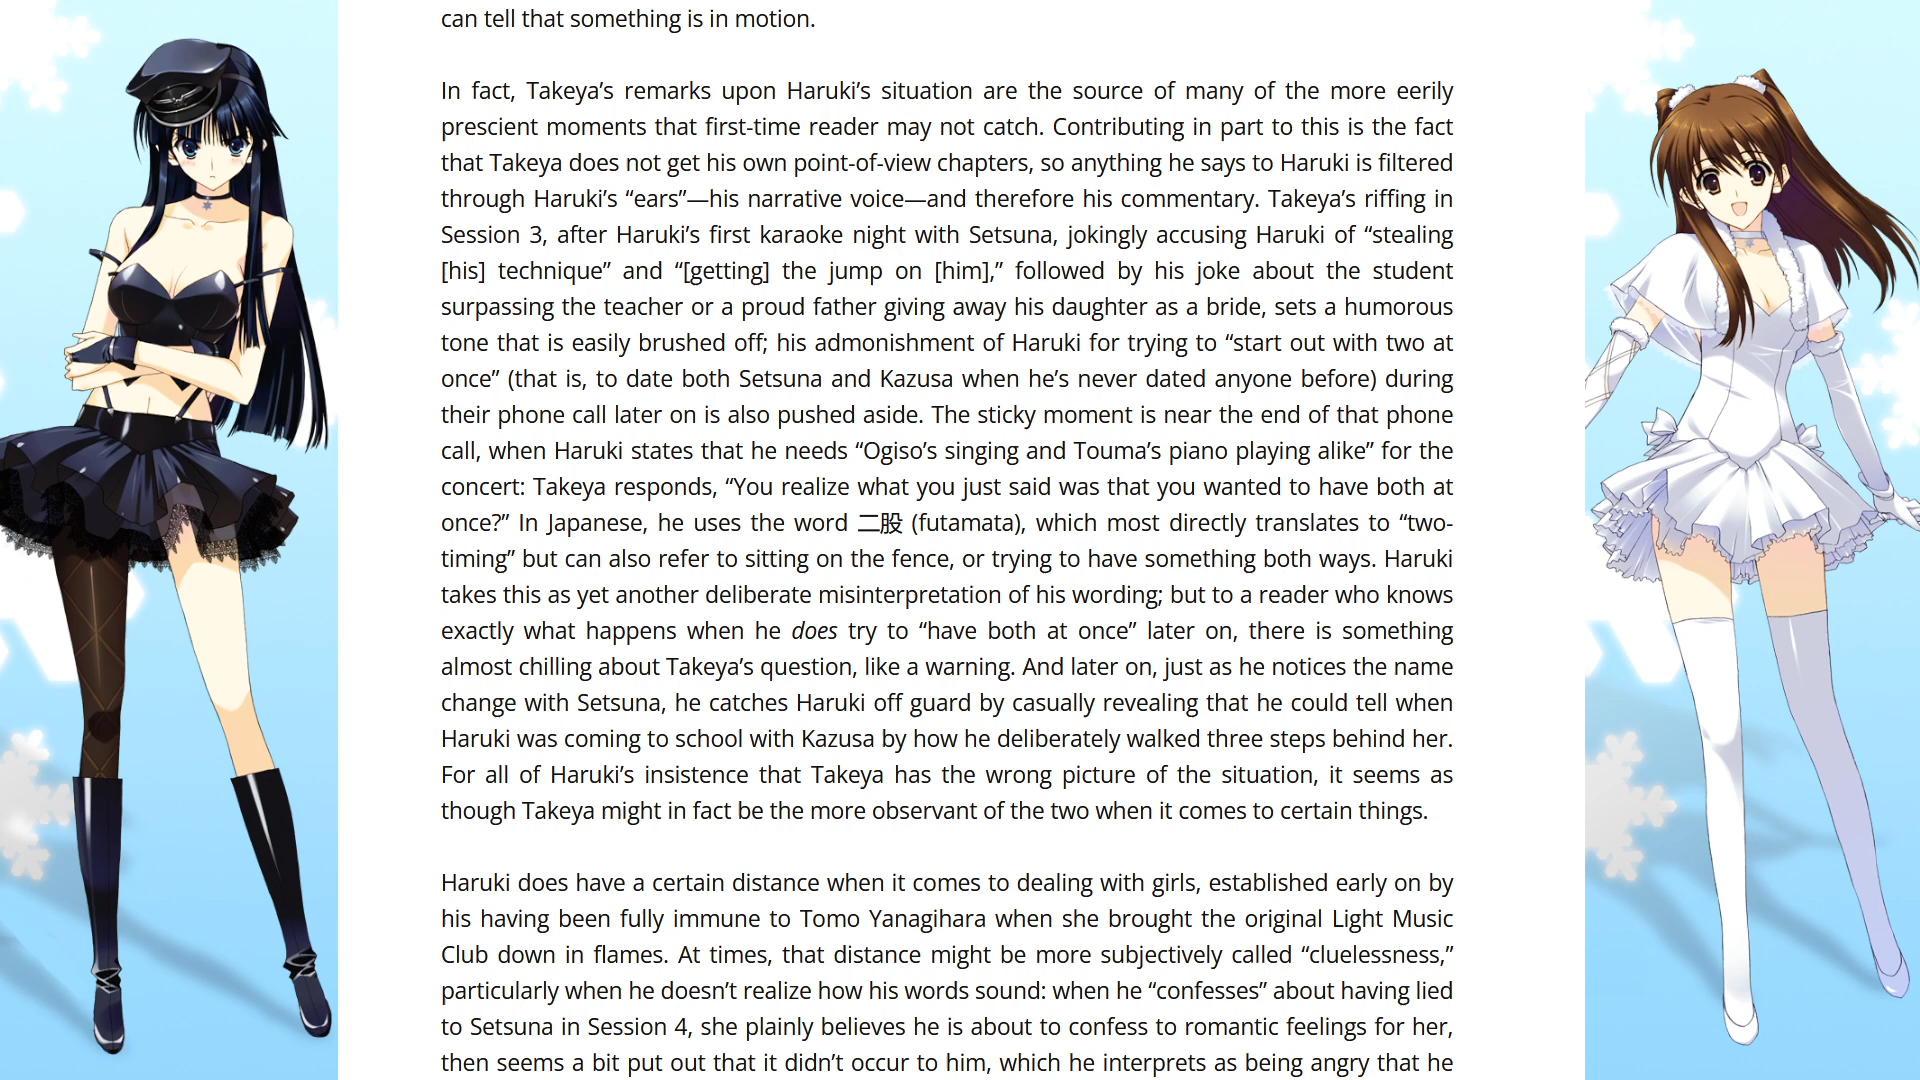 can tell that something is in motion.
In fact, Takeya’s remarks upon Haruki’s situation are the source of many of the more eerily
prescient moments that first-time reader may not catch. Contributing in part to this is the fact
that Takeya does not get his own point-of-view chapters, so anything he says to Haruki is filtered
through Haruki’s “ears”—his narrative voice—and therefore his commentary. Takeya’s riffing in
Session 3, after Haruki’s first karaoke night with Setsuna, jokingly accusing Haruki of “stealing
[his] technique” and “[getting] the jump on [him],” followed by his joke about the student
surpassing the teacher or a proud father giving away his daughter as a bride, sets a humorous
tone that is easily brushed off; his admonishment of Haruki for trying to “start out with two at
once” (that is, to date both Setsuna and Kazusa when he’s never dated anyone before) during
their phone call later on is also pushed aside. The sticky moment is near the end of that phone
call, when Haruki states that he needs “Ogiso’s singing and Touma’s piano playing alike” for the
concert: Takeya responds, “You realize what you just said was that you wanted to have both at
once?” In Japanese, he uses the word 二股 (futamata), which most directly translates to “two-
timing” but can also refer to sitting on the fence, or trying to have something both ways. Haruki
takes this as yet another deliberate misinterpretation of his wording; but to a reader who knows
exactly what happens when he does try to “have both at once” later on, there is something
almost chilling about Takeya’s question, like a warning. And later on, just as he notices the name
change with Setsuna, he catches Haruki off guard by casually revealing that he could tell when
Haruki was coming to school with Kazusa by how he deliberately walked three steps behind her.
For all of Haruki’s insistence that Takeya has the wrong picture of the situation, it seems as
though Takeya might in fact be the more observant of the two when it comes to certain things.
Haruki does have a certain distance when it comes to dealing with girls, established early on by
his having been fully immune to Tomo Yanagihara when she brought the original Light Music
Club down in flames. At times, that distance might be more subjectively called “cluelessness,”
particularly when he doesn’t realize how his words sound: when he “confesses” about having lied
to Setsuna in Session 4, she plainly believes he is about to confess to romantic feelings for her,
then seems a bit put out that it didn’t occur to him, which he interprets as being angry that he